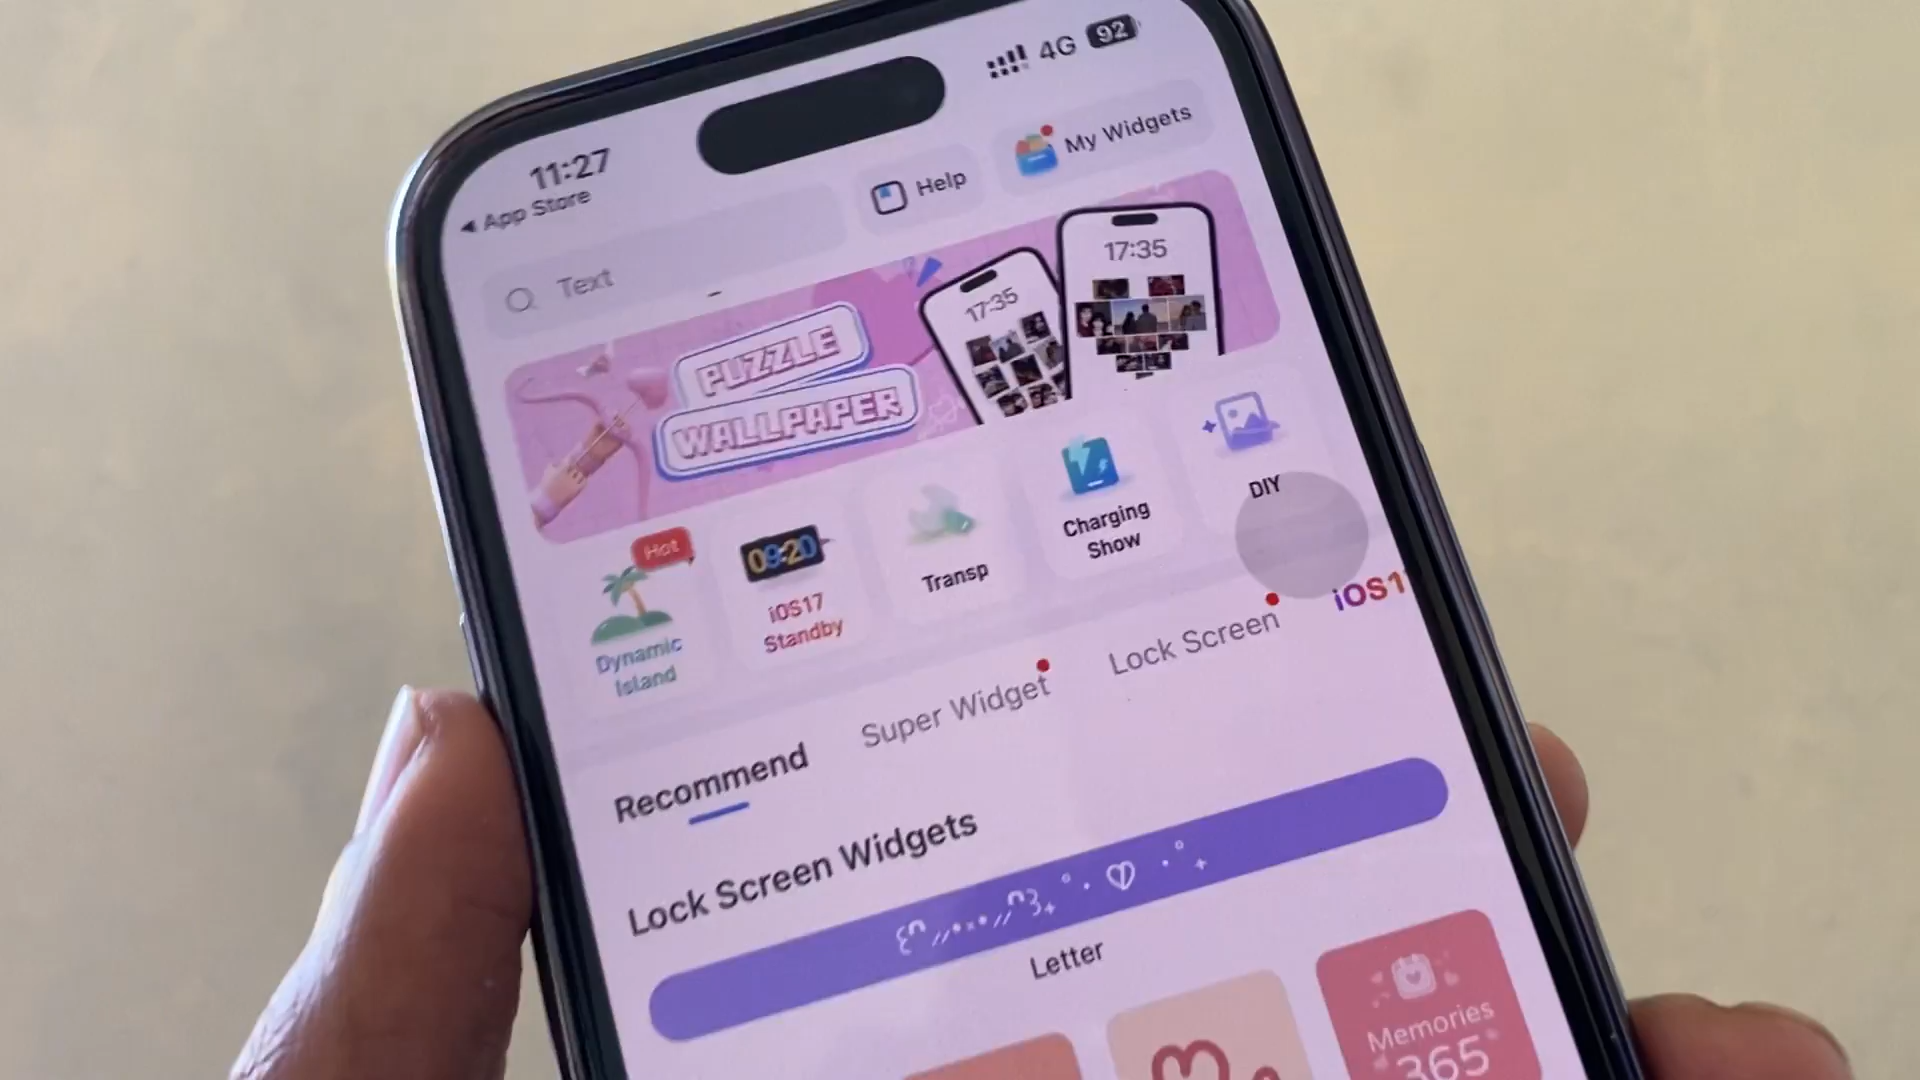 11:27
4G 92
App Store
Help
My Widgets
Text
PUZZLE
WALLPAPER
17:35
17:35
Hot
Dynamic
Island
09:20
iOS17
Standby
Transp
Charging
Show
DIY
Recommend
Super Widget
Lock Screen
iOS1
Lock Screen Widgets
Letter
Memories
365